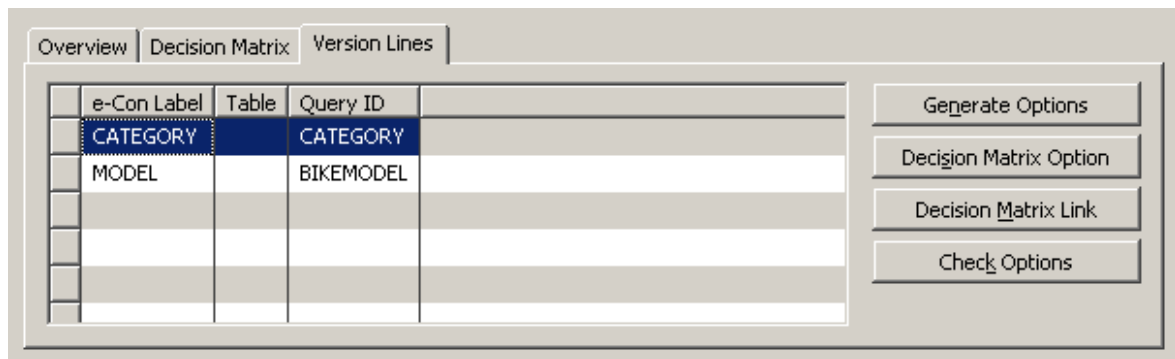 Overview Decision Matrix Version Lines
e-Con Label Table Query ID
CATEGORY CATEGORY
MODEL BIKEMODEL
Generate Options
Decision Matrix Option
Decision Matrix Link
Check Options